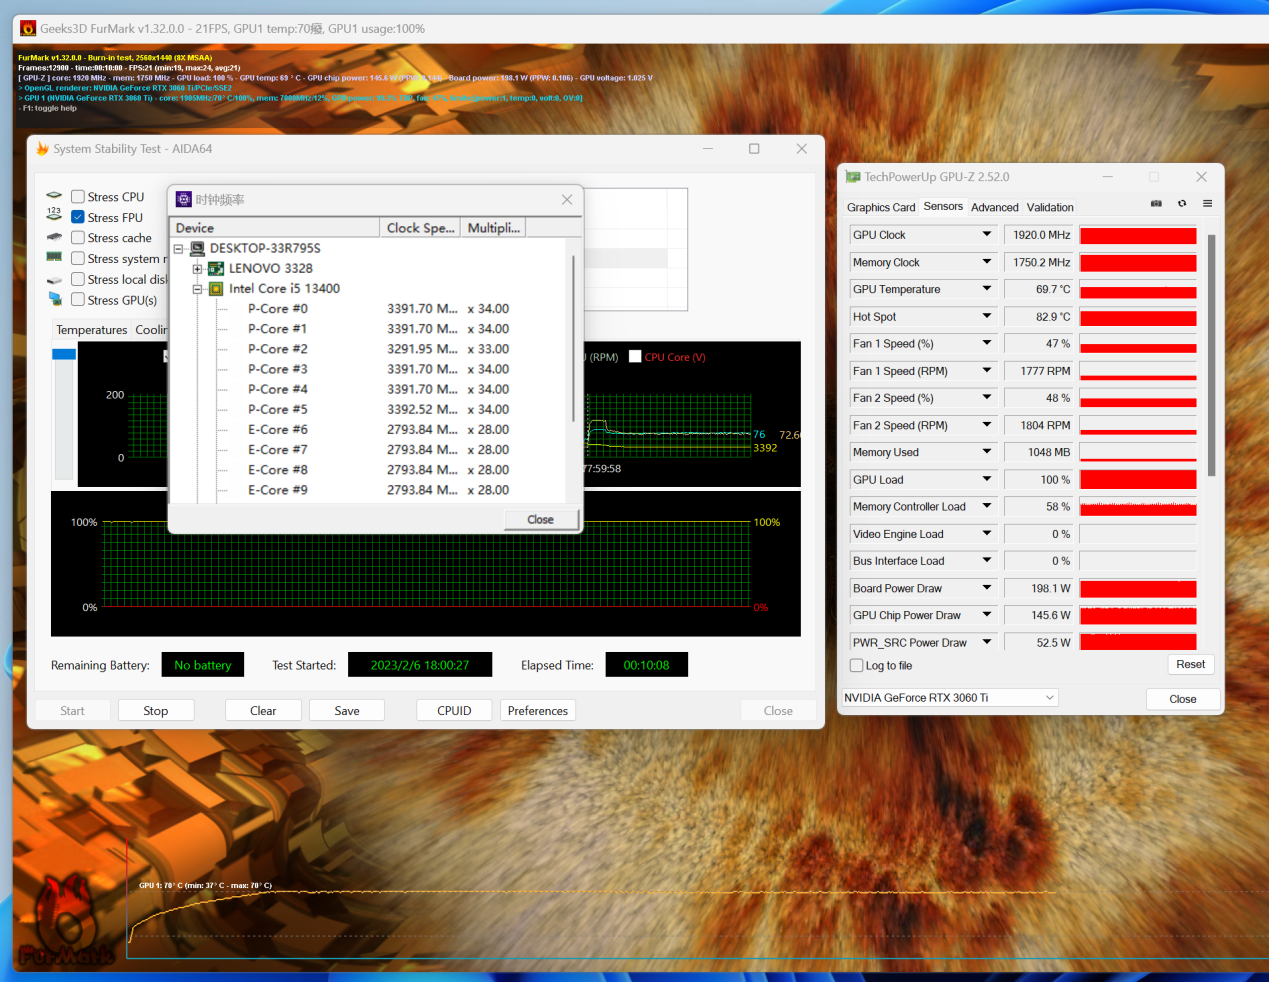 Geeks3D FurMark v1.32.0.0 - 21FPS, GPU1 temp:70癈, GPU1 usage:100%
FurMark v1.32.0.0 - Burn-in test, 2560x1440 (8X MSAA)
Frames:12900 - time:00:10:00 - FPS:21 (min:19, max:24, avg:21)
[ GPU-Z ] core: 1920 MHz - mem: 1750 MHz - GPU load: 100 % - GPU temp: 69 ° C - GPU chip power: 145.6 W (PPW: 0.144) - Board power: 198.1 W (PPW: 0.106) - GPU voltage: 1.025 V
> OpenGL renderer: NVIDIA GeForce RTX 3060 Ti/PCIe/SSE2
> GPU 1 (NVIDIA GeForce RTX 3060 Ti) - core: 1905MHz/70° C/100%, mem: 7000MHz/12%,
- F1: toggle help
System Stability Test - AIDA64
Stress CPU
123
Stress FPU
Stress cache
Stress system
Stress local disk
Stress GPU(s)
Temperatures
时钟频率
Device Clock Spe... Multipli...
DESKTOP-33R795S
LENOVO 3328
Intel Core i5 13400
P-Core #0 3391.70 M... x 34.00
P-Core #1 3391.70 M... x 34.00
P-Core #2 3291.95 M... x 33.00
P-Core #3 3391.70 M... x 34.00
P-Core #4 3391.70 M... x 34.00
P-Core #5 3392.52 M... x 34.00
E-Core #6 2793.84 M... x 28.00
E-Core #7 2793.84 M... x 28.00
E-Core #8 2793.84 M... x 28.00
E-Core #9 2793.84 M... x 28.00
Close
(RPM) CPU Core (V)
200
0
76 72.6
3392
7:59:58
100% 100%
0% 0%
Remaining Battery: No battery Test Started: 2023/2/6 18:00:27 Elapsed Time: 00:10:08
Start Stop Clear Save CPUID Preferences Close
TechPowerUp GPU-Z 2.52.0
Graphics Card Sensors Advanced Validation
GPU Clock 1920.0 MHz
Memory Clock 1750.2 MHz
GPU Temperature 69.7 °C
Hot Spot 82.9 °C
Fan 1 Speed (%) 47 %
Fan 1 Speed (RPM) 1777 RPM
Fan 2 Speed (%) 48 %
Fan 2 Speed (RPM) 1804 RPM
Memory Used 1048 MB
GPU Load 100 %
Memory Controller Load 58 %
Video Engine Load 0 %
Bus Interface Load 0 %
Board Power Draw 198.1 W
GPU Chip Power Draw 145.6 W
PWR_SRC Power Draw 52.5 W
Log to file Reset
NVIDIA GeForce RTX 3060 Ti Close
GPU 1: 70° C (min: 37° C - max: 70° C)
FurMark